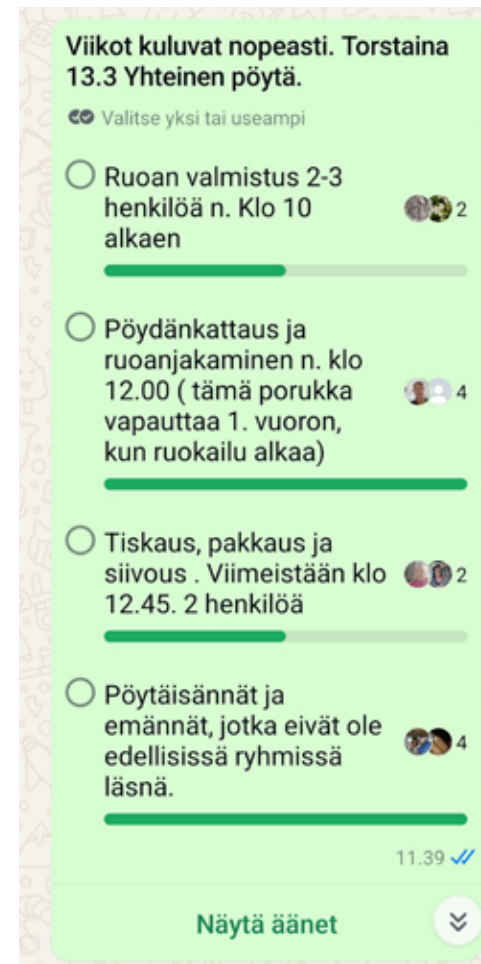 Viikot kuluvat nopeasti. Torstaina
13.3 Yhteinen pöytä.
Valitse yksi tai useampi
Ruoan valmistus 2-3
henkilöä n. Klo 10
alkaen
2
Pöydänkattaus ja
ruoanjakaminen n. klo
12.00 ( tämä porukka
vapauttaa 1. vuoron,
kun ruokailu alkaa)
4
Tiskaus, pakkaus ja
siivous . Viimeistään klo
12.45. 2 henkilöä
2
Pöytäisännät ja
emännät, jotka eivät ole
edellisissä ryhmissä
läsnä.
4
11.39
Näytä äänet